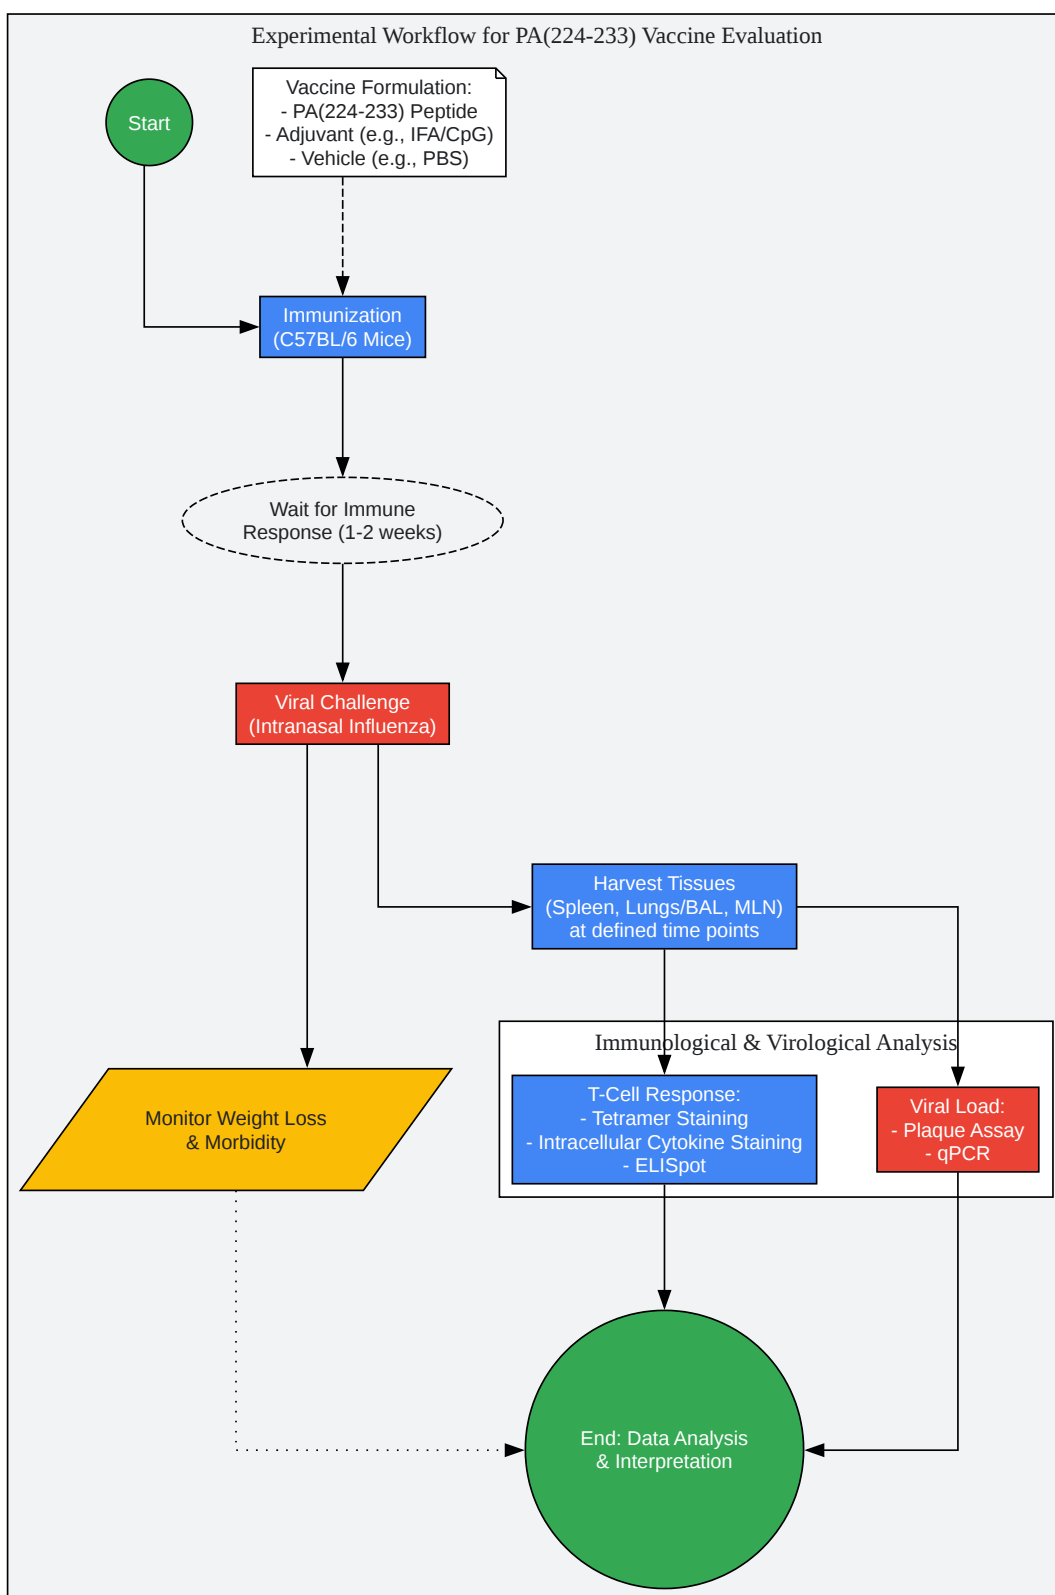 Experimental Workflow for PA(224-233) Vaccine Evaluation
Start
Vaccine Formulation:
- PA(224-233) Peptide
- Adjuvant (e.g., IFA/CpG)
- Vehicle (e.g., PBS)
Immunization
(C57BL/6 Mice)
Wait for Immune
Response (1-2 weeks)
Viral Challenge
(Intranasal Influenza)
Harvest Tissues
(Spleen, Lungs/BAL, MLN)
at defined time points
Immunological & Virological Analysis
Monitor Weight Loss
& Morbidity
T-Cell Response:
- Tetramer Staining
- Intracellular Cytokine Staining
- ELISpot
Viral Load:
- Plaque Assay
- qPCR
End: Data Analysis
& Interpretation